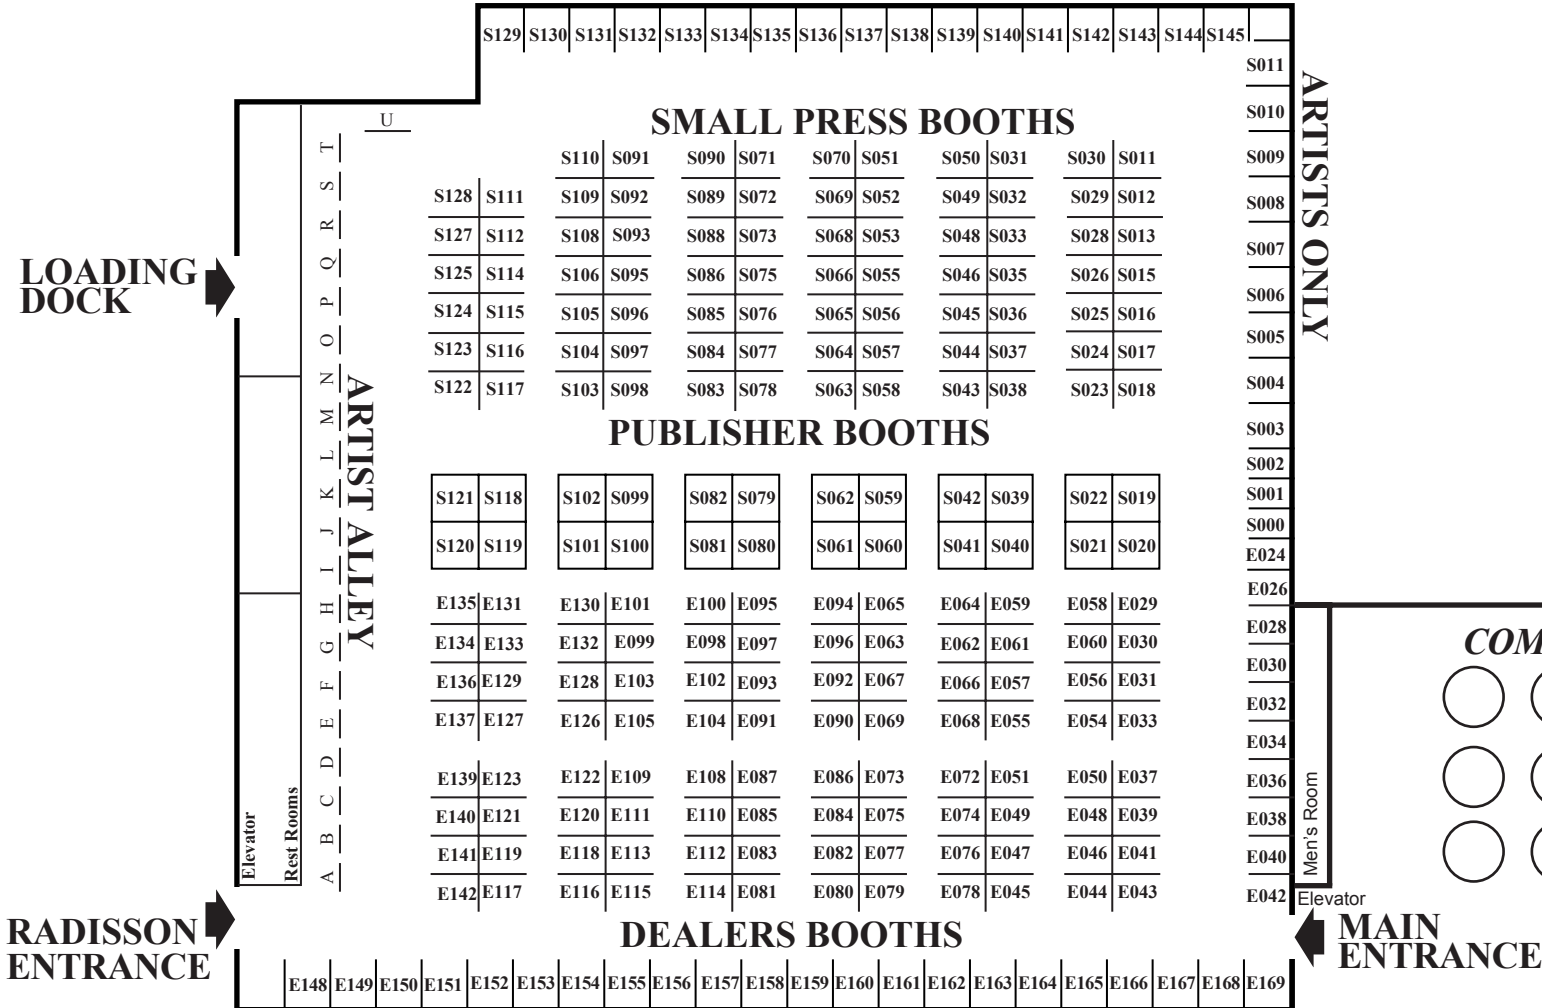 S129 S130 S131 S132 S133 S134 S135 S136 S137 S138 S139 S140 S141 S142 S143 S144 S145
S011
S010
S009
S008
S007
S006
S005
S004
S003
S002
S001
S000
E024
E026
E028
E030
E032
E034
E036
E038
E040
E042
ARTISTS ONLY
U
SMALL PRESS BOOTHS
S110 S091 S090 S071 S070 S051 S050 S031 S030 S011
S128 S111 S109 S092 S089 S072 S069 S052 S049 S032 S029 S012
S127 S112 S108 S093 S088 S073 S068 S053 S048 S033 S028 S013
S125 S114 S106 S095 S086 S075 S066 S055 S046 S035 S026 S015
S124 S115 S105 S096 S085 S076 S065 S056 S045 S036 S025 S016
S123 S116 S104 S097 S084 S077 S064 S057 S044 S037 S024 S017
S122 S117 S103 S098 S083 S078 S063 S058 S043 S038 S023 S018
LOADING
DOCK
A B C D E F G H I J K L M N O P Q R S T
ARTIST ALLEY
PUBLISHER BOOTHS
S121 S118 S102 S099 S082 S079 S062 S059 S042 S039 S022 S019
S120 S119 S101 S100 S081 S080 S061 S060 S041 S040 S021 S020
E135 E131 E130 E101 E100 E095 E094 E065 E064 E059 E058 E029
E134 E133 E132 E099 E098 E097 E096 E063 E062 E061 E060 E030
E136 E129 E128 E103 E102 E093 E092 E067 E066 E057 E056 E031
E137 E127 E126 E105 E104 E091 E090 E069 E068 E055 E054 E033
E139 E123 E122 E109 E108 E087 E086 E073 E072 E051 E050 E037
E140 E121 E120 E111 E110 E085 E084 E075 E074 E049 E048 E039
E141 E119 E118 E113 E112 E083 E082 E077 E076 E047 E046 E041
E142 E117 E116 E115 E114 E081 E080 E079 E078 E045 E044 E043
Elevator
Rest Rooms
COM
Men's Room
Elevator
RADISSON
ENTRANCE
DEALERS BOOTHS
MAIN
ENTRANCE
E148 E149 E150 E151 E152 E153 E154 E155 E156 E157 E158 E159 E160 E161 E162 E163 E164 E165 E166 E167 E168 E169